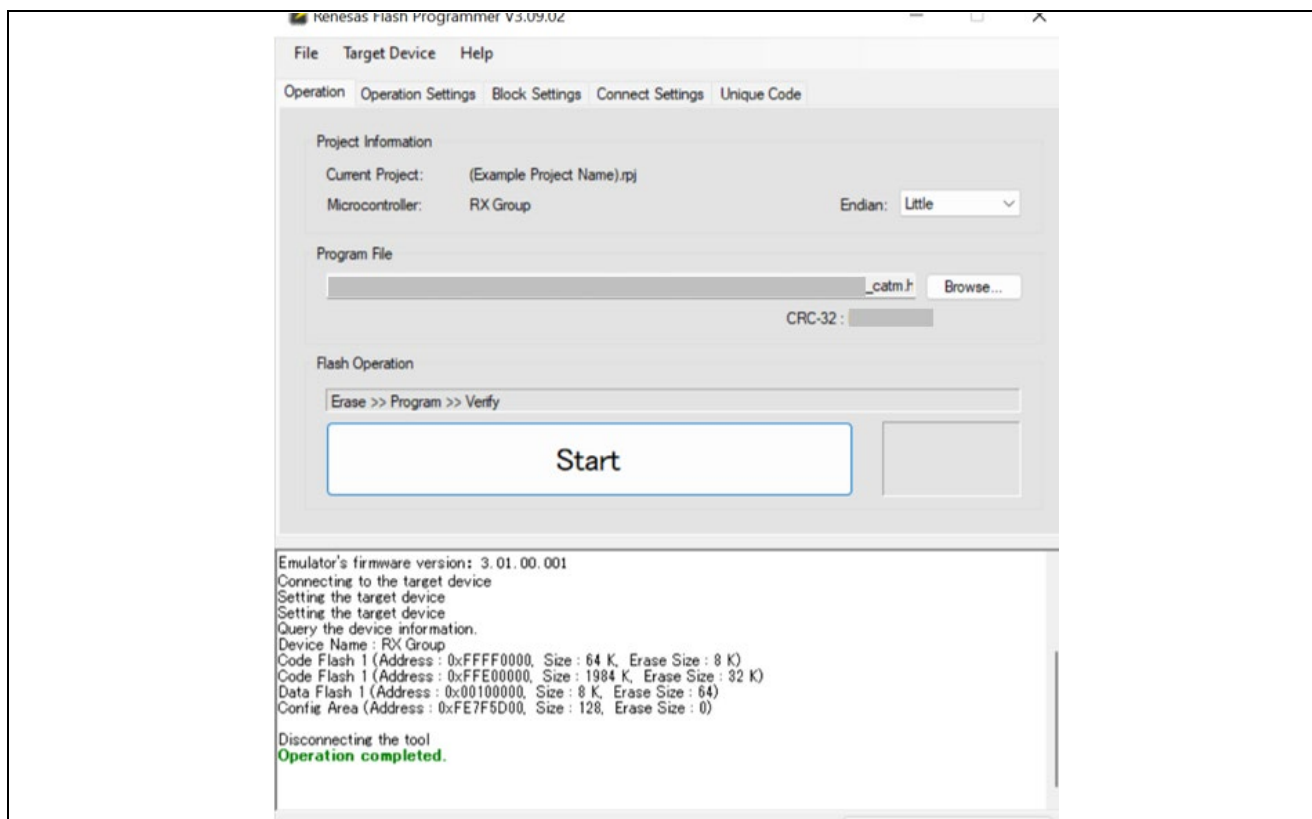 Renesas Flash Programmer V3.09.02
File Target Device Help
Operation Operation Settings Block Settings Connect Settings Unique Code
Project Information
Current Project: (Example Project Name).rpj
Microcontroller: RX Group Endian: Little
Program File
_catm.h Browse...
CRC-32 :
Flash Operation
Erase >> Program >> Verify
Start
Emulator's firmware version: 3.01.00.001
Connecting to the target device
Setting the target device
Setting the target device
Query the device information.
Device Name : RX Group
Code Flash 1 (Address : 0xFFFF0000, Size : 64 K, Erase Size : 8 K)
Code Flash 1 (Address : 0xFFE00000, Size : 1984 K, Erase Size : 32 K)
Data Flash 1 (Address : 0x00100000, Size : 8 K, Erase Size : 64)
Config Area (Address : 0xFE7F5D00, Size : 128, Erase Size : 0)
Disconnecting the tool
Operation completed.